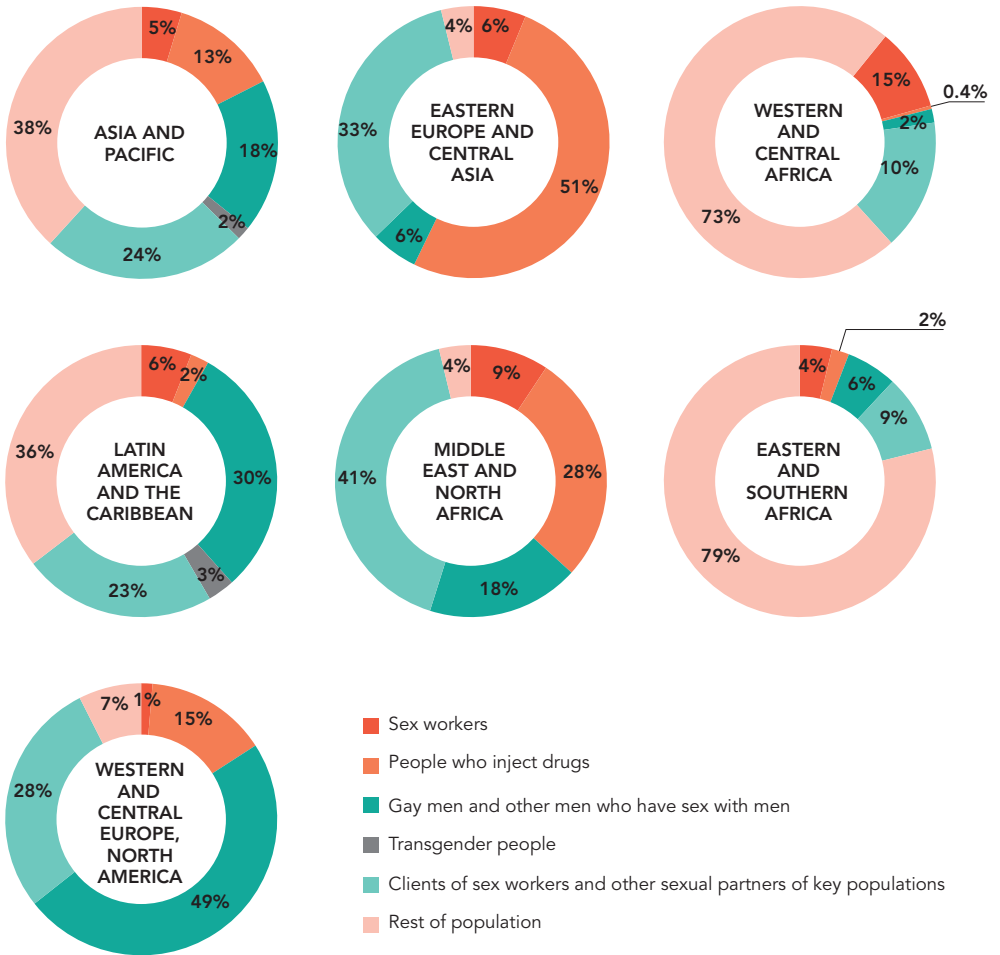 5%
13%
18%
2%
24%
38%
ASIA AND
PACIFIC
4%
6%
51%
6%
33%
EASTERN
EUROPE AND
CENTRAL
ASIA
15%
0.4%
2%
10%
73%
WESTERN
AND
CENTRAL
AFRICA
6%
2%
30%
3%
23%
36%
LATIN
AMERICA
AND THE
CARIBBEAN
4%
9%
28%
18%
41%
MIDDLE
EAST AND
NORTH
AFRICA
2%
4%
6%
9%
79%
EASTERN
AND
SOUTHERN
AFRICA
7%
1%
15%
49%
28%
WESTERN
AND
CENTRAL
EUROPE,
NORTH
AMERICA
Sex workers
People who inject drugs
Gay men and other men who have sex with men
Transgender people
Clients of sex workers and other sexual partners of key populations
Rest of population